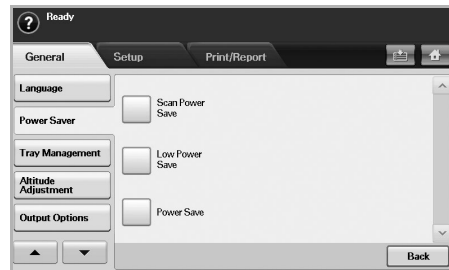 ?
Ready
General
Setup
Print/Report
Language
Power Saver
Tray Management
Altitude
Adjustment
Output Options
Scan Power
Save
Low Power
Save
Power Save
Back